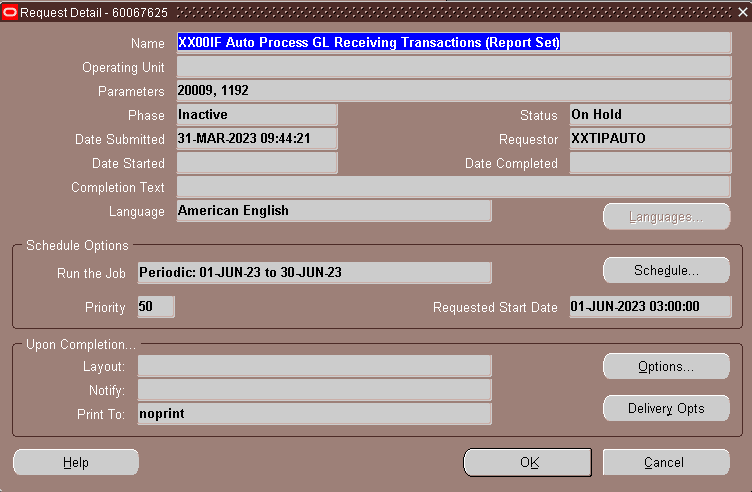 Request Detail - 60067625
Name XX00IF Auto Process GL Receiving Transactions (Report Set)
Operating Unit
Parameters 20009, 1192
Phase Inactive Status On Hold
Date Submitted 31-MAR-2023 09:44:21 Requestor XXTIPAUTO
Date Started Date Completed
Completion Text
Language American English Languages...
Schedule Options
Run the Job Periodic: 01-JUN-23 to 30-JUN-23 Schedule...
Priority 50 Requested Start Date 01-JUN-2023 03:00:00
Upon Completion...
Layout: Options...
Notify:
Print To: noprint Delivery Opts
Help OK Cancel